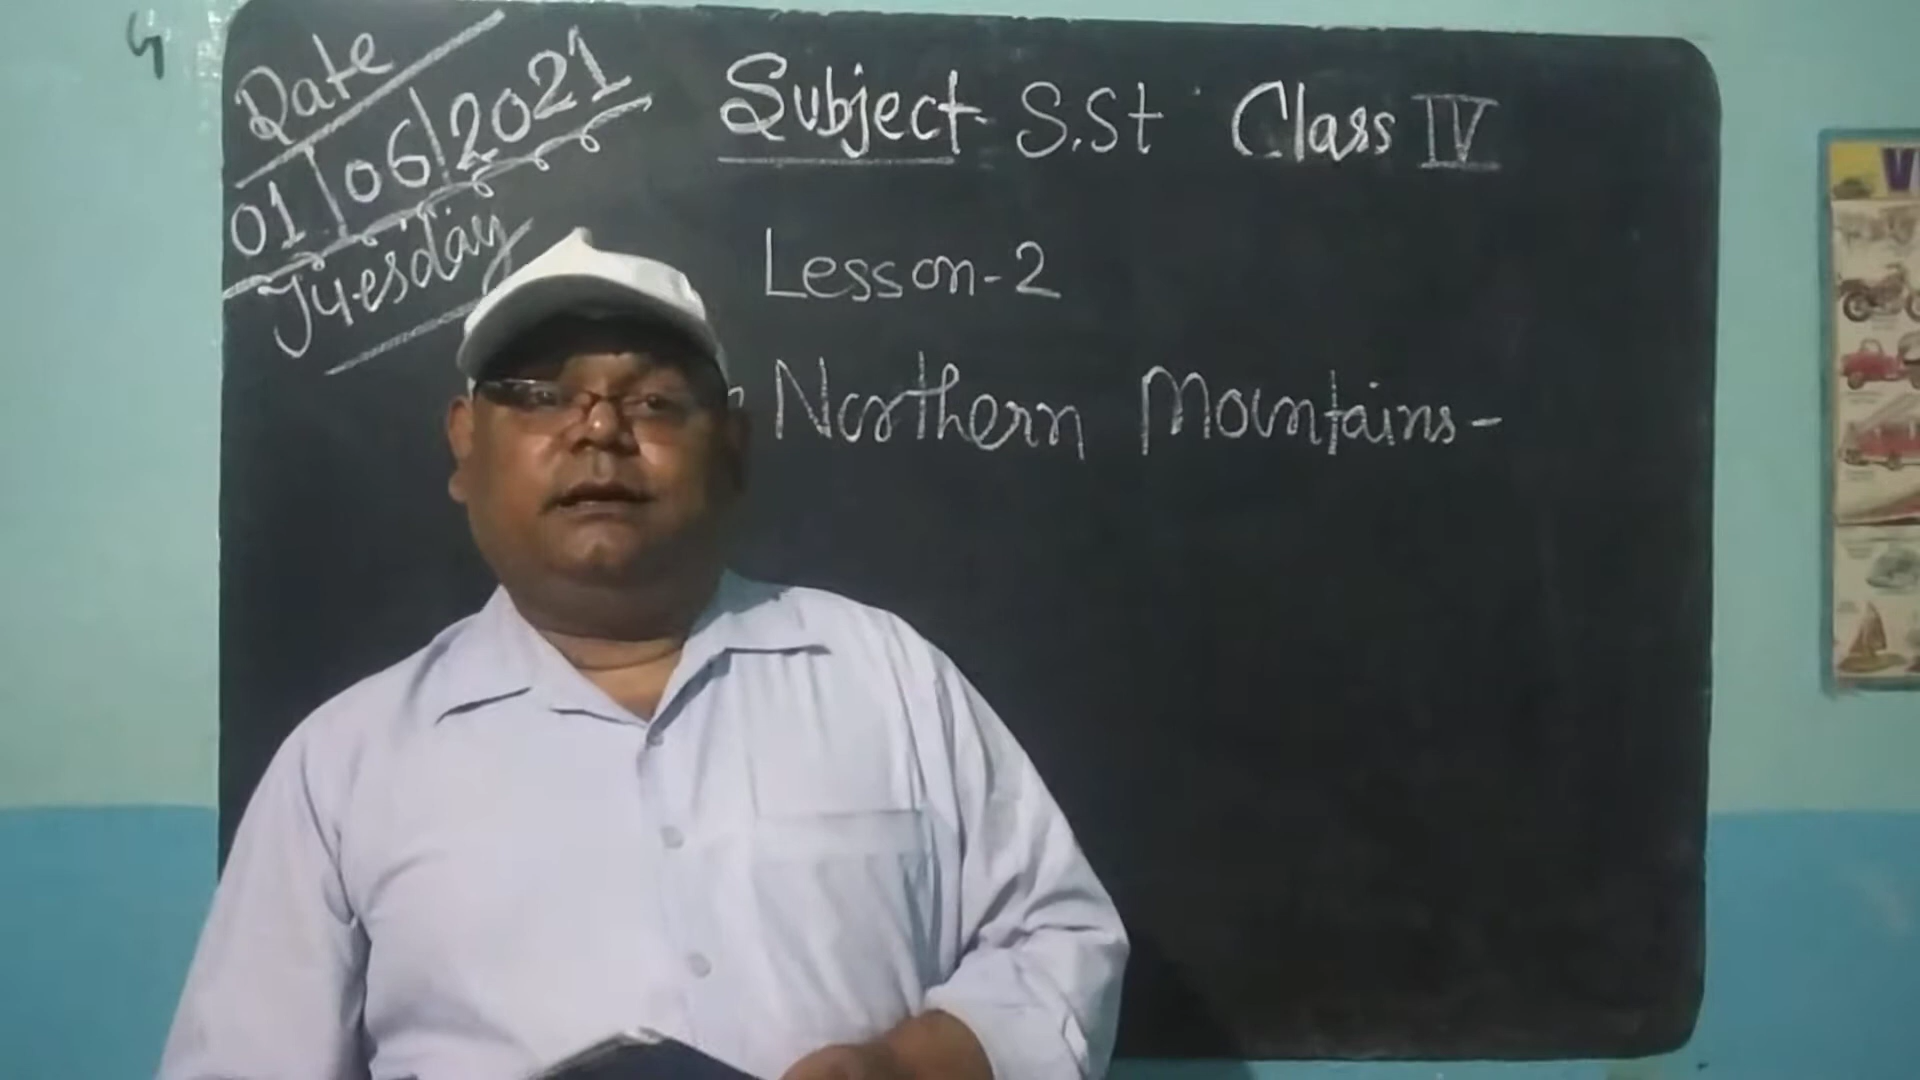 Date
01/06/2021
Tuesday
Subject- S.St Class IV
Lesson-2
Northern Mountains-